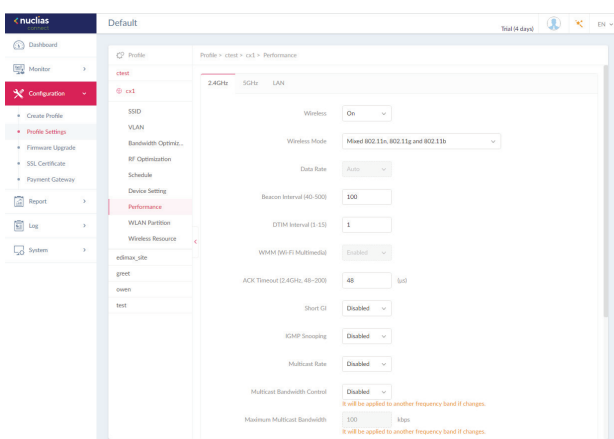 nuclias
connect
Default
Trial (4 days)
EN
Dashboard
Monitor
Configuration
Create Profile
Profile Settings
Firmware Upgrade
SSL Certificate
Payment Gateway
Report
Log
System
Profile
ctest
cx1
SSID
VLAN
Bandwidth Optimiz...
RF Optimization
Schedule
Device Setting
Performance
WLAN Partition
Wireless Resource
edimax_site
greet
owen
test
Profile > ctest > cx1 > Performance
2.4GHz 5GHz LAN
Wireless On
Wireless Mode Mixed 802.11n, 802.11g and 802.11b
Data Rate Auto
Beacon Interval (40-500) 100
DTIM Interval (1-15) 1
WMM (Wi-Fi Multimedia) Enabled
ACK Timeout (2.4GHz, 48~200) 48 (μs)
Short GI Disabled
IGMP Snooping Disabled
Multicast Rate Disabled
Multicast Bandwidth Control Disabled
It will be applied to another frequency band if changes.
Maximum Multicast Bandwidth 100 kbps
It will be applied to another frequency band if changes.